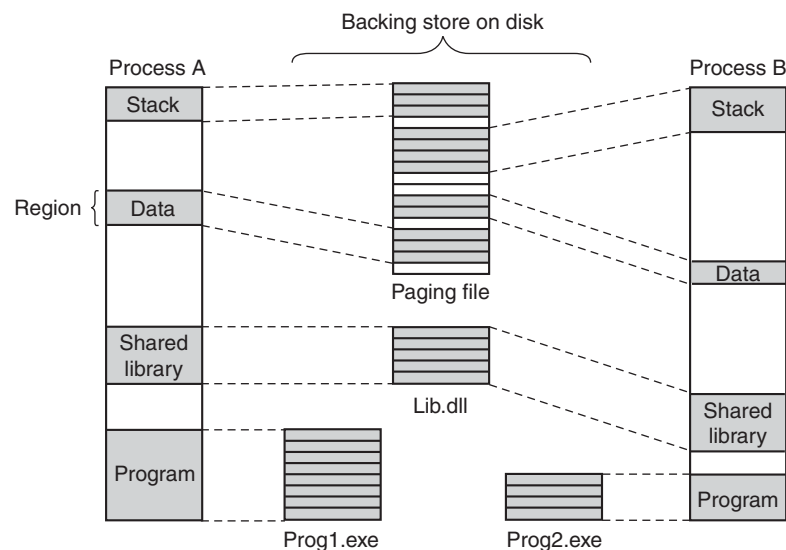 Backing store on disk
Process A
Process B
Stack
Stack
Region
Data
Data
Paging file
Shared
library
Lib.dll
Shared
library
Program
Program
Prog1.exe
Prog2.exe